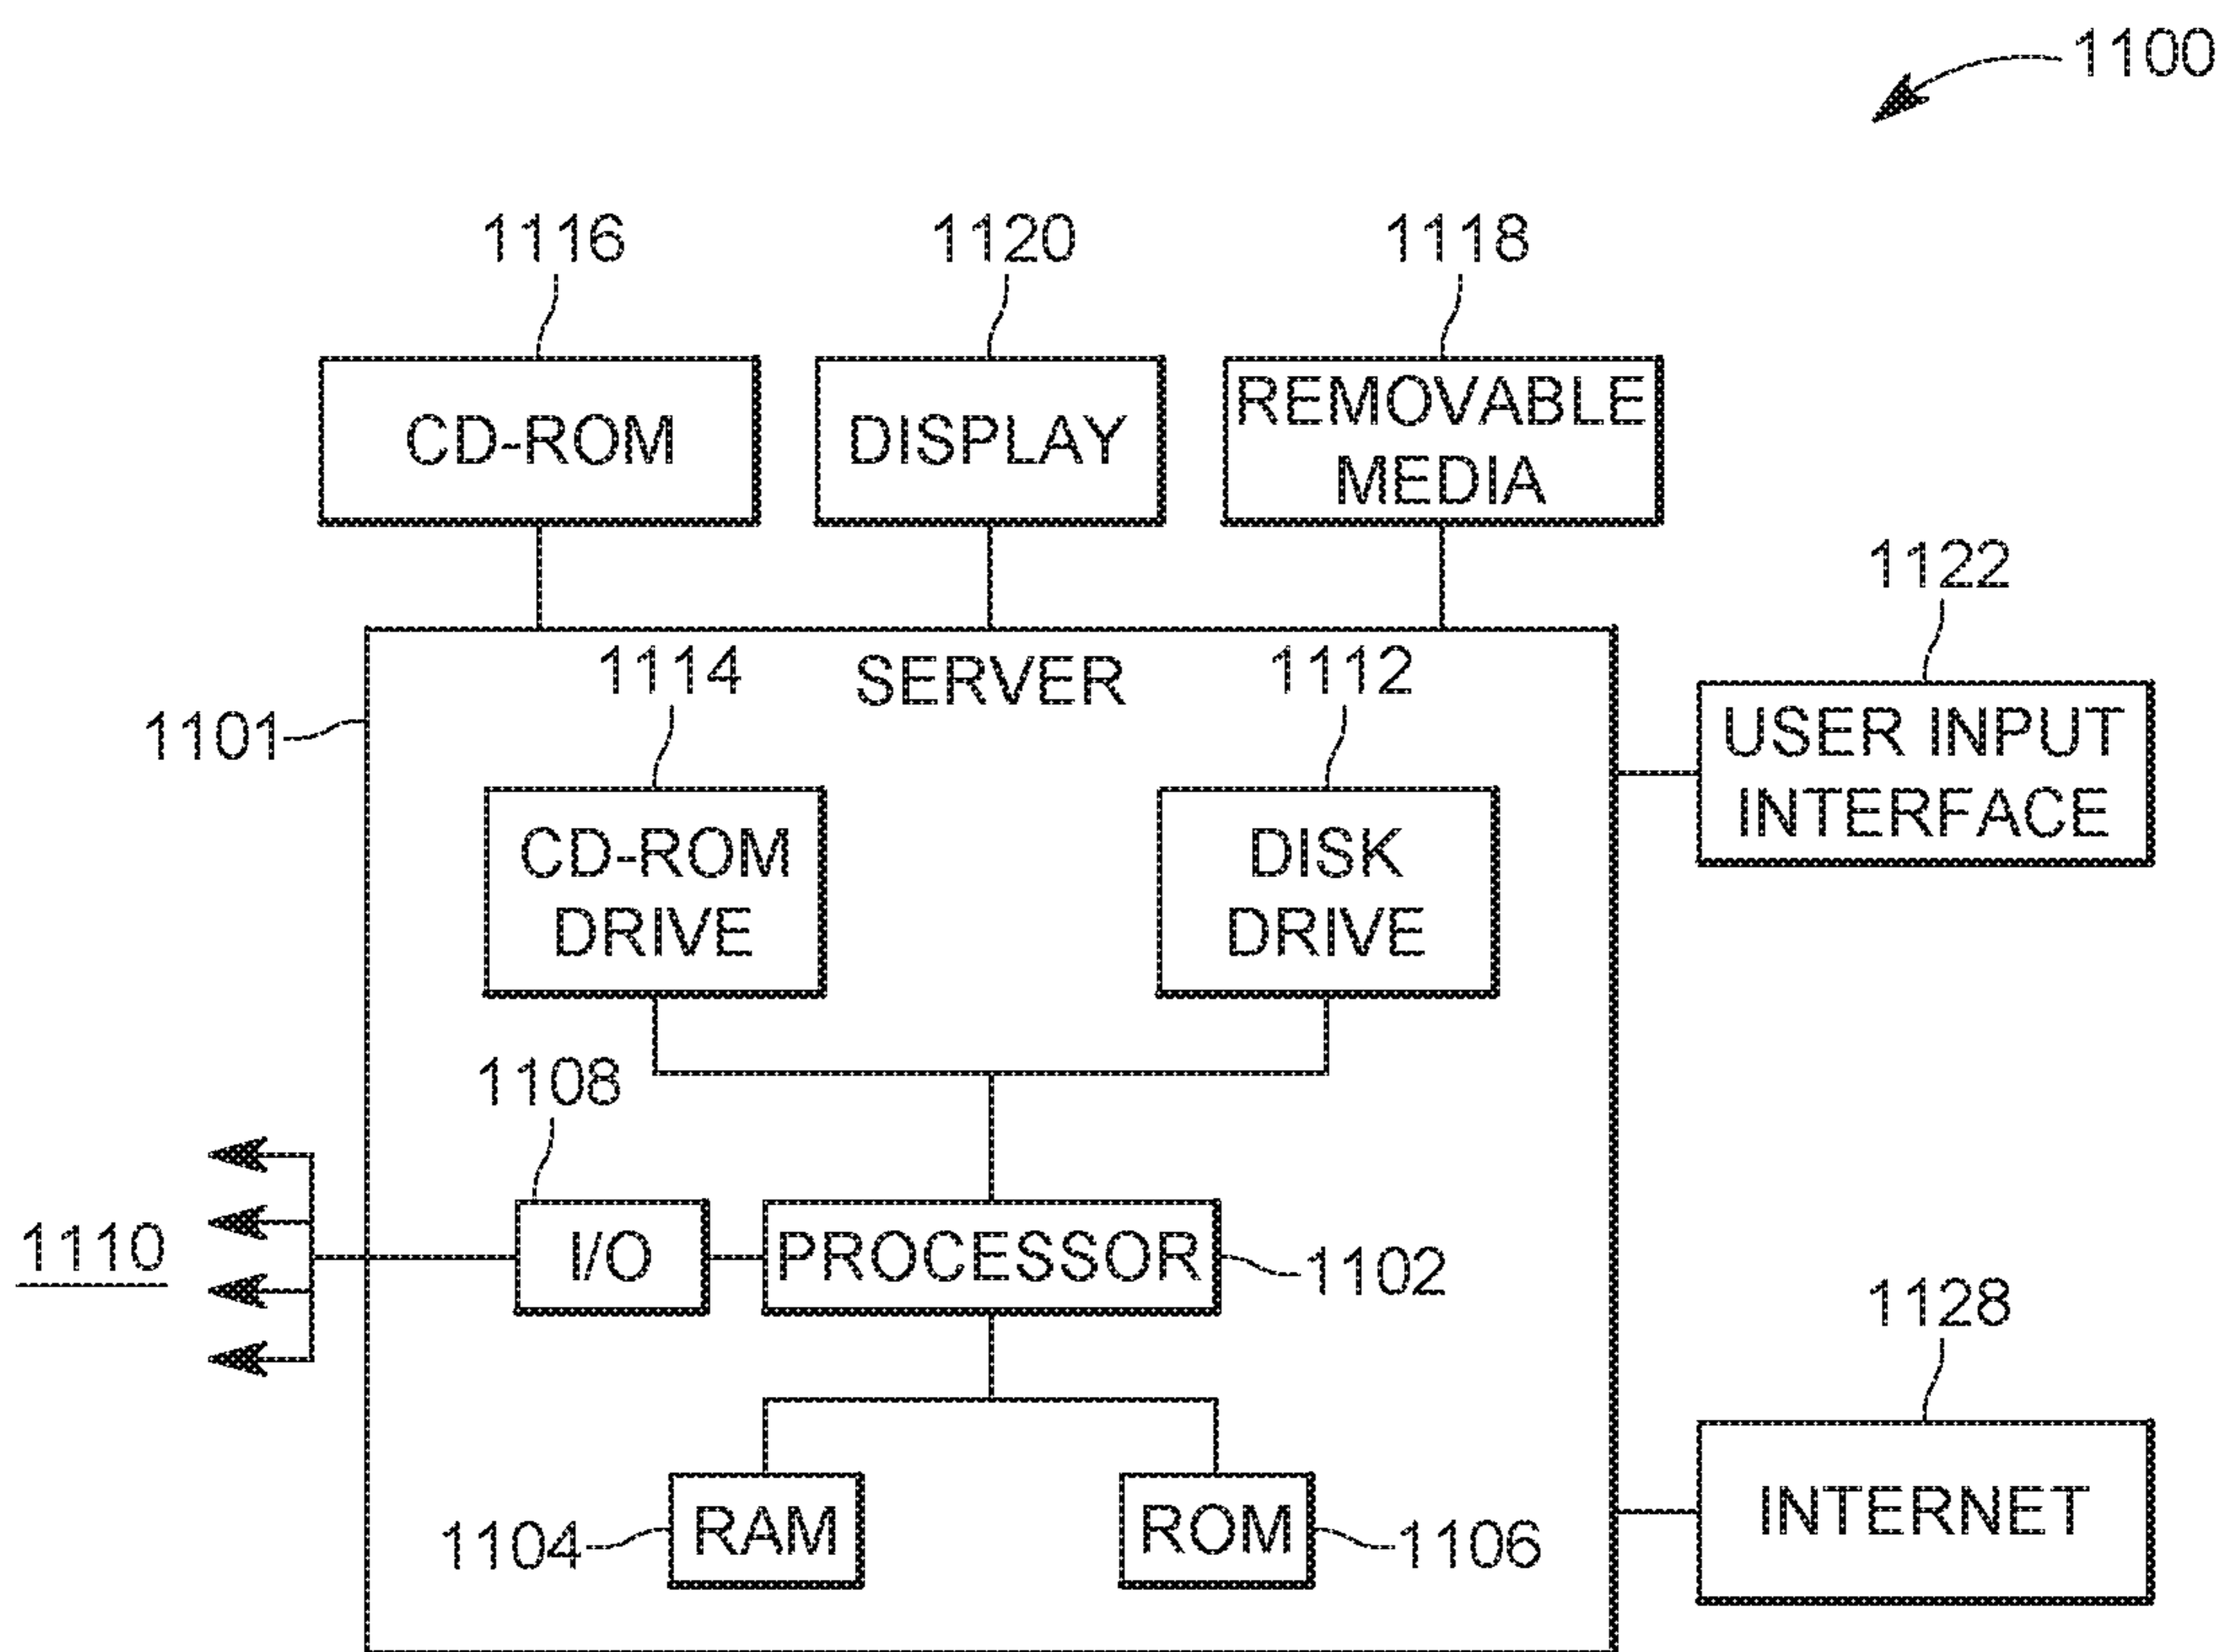 1100
1116
1120
1118
CD-ROM
DISPLAY
REMOVABLE
MEDIA
1122
1114
SERVER
1112
1101
USER INPUT
INTERFACE
CD-ROM
DRIVE
DISK
DRIVE
1108
1110
I/O
PROCESSOR
1102
1128
1104
RAM
ROM
1106
INTERNET